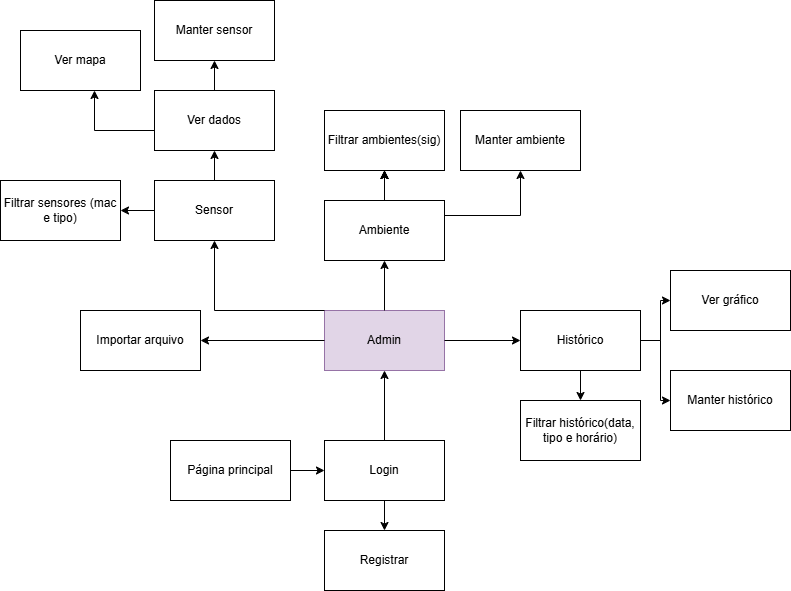 Manter sensor
Ver mapa
Ver dados
Filtrar ambientes(sig)
Manter ambiente
Filtrar sensores (mac
e tipo)
Sensor
Ambiente
Ver gráfico
Importar arquivo
Admin
Histórico
Manter histórico
Filtrar histórico(data,
tipo e horário)
Página principal
Login
Registrar